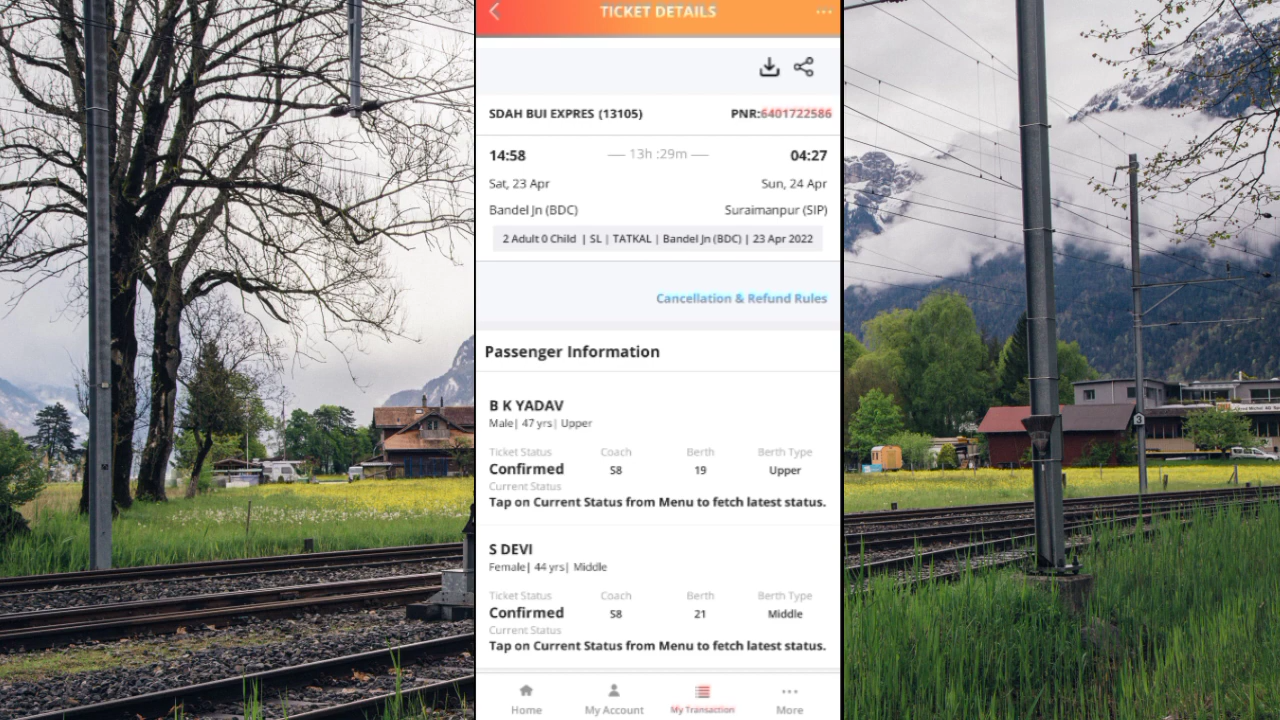 TICKET DETAILS
SDAH BUI EXPRES (13105) PNR:6401722586
14:58 13h :29m 04:27
Sat, 23 Apr Sun, 24 Apr
Bandel Jn (BDC) Suraimanpur (SIP)
2 Adult 0 Child | SL | TATKAL | Bandel Jn (BDC) | 23 Apr 2022
Cancellation & Refund Rules
Passenger Information
B K YADAV
Male| 47 yrs| Upper
Ticket Status Coach Berth Berth Type
Confirmed S8 19 Upper
Current Status
Tap on Current Status from Menu to fetch latest status.
S DEVI
Female| 44 yrs| Middle
Ticket Status Coach Berth Berth Type
Confirmed S8 21 Middle
Current Status
Tap on Current Status from Menu to fetch latest status.
Home My Account My Transaction More
3